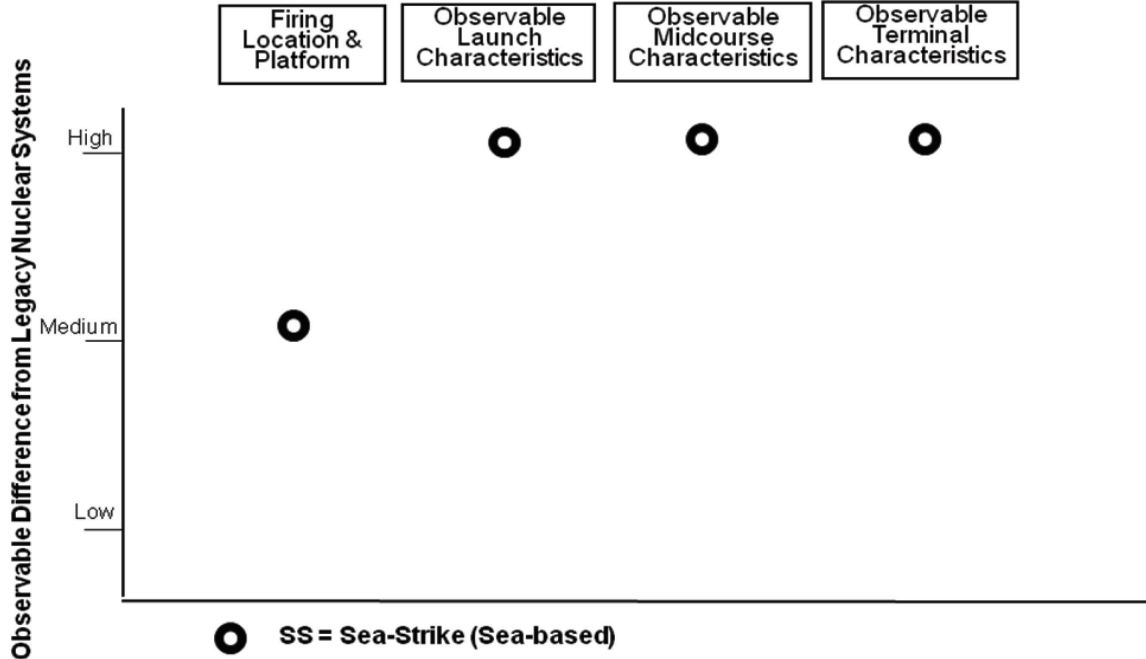 Firing
Location &
Platform
Observable
Launch
Characteristics
Observable
Midcourse
Characteristics
Observable
Terminal
Characteristics
Observable Difference from Legacy Nuclear Systems
High
Medium
Low
SS = Sea-Strike (Sea-based)